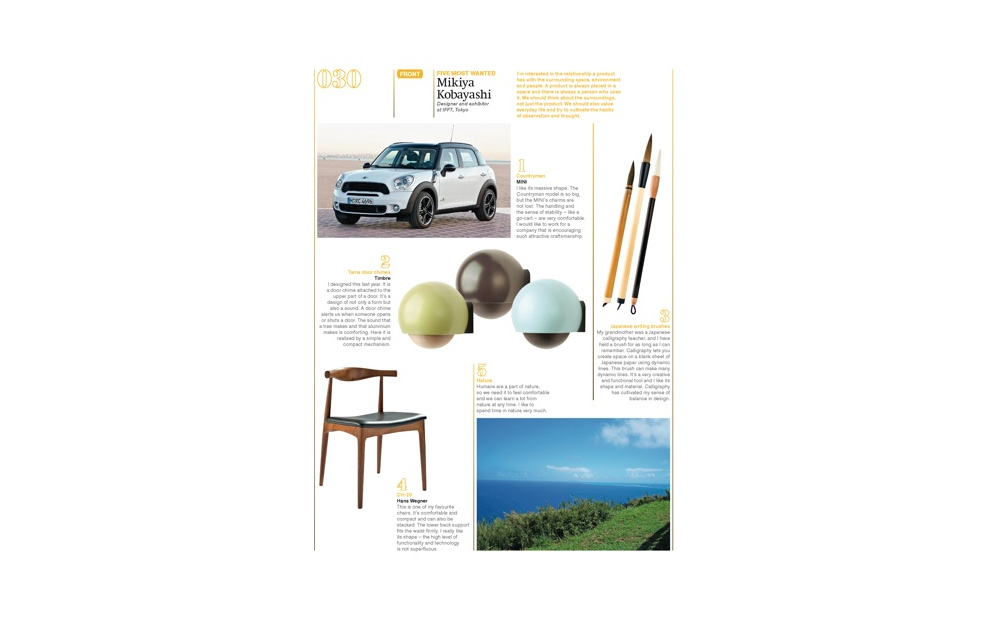 030
FRONT
FIVE MOST WANTED
Mikiya
Kobayashi
Designer and exhibitor
at IFFT, Tokyo
I'm interested in the relationship a product
has with the surrounding space, environment
and people. A product is always placed in a
space and there is always a person who uses
it. We should think about the surroundings,
not just the product. We should also value
everyday life and try to cultivate the habits
of observation and thought.
1
Countryman
MINI
I like its massive shape. The
Countryman model is so big,
but the MINI's charms are
not lost. The handling and
the sense of stability – like a
go-cart – are very comfortable.
I would like to work for a
company that is encouraging
such attractive craftsmanship.
2
Tame door chimes
Timbre
I designed this last year. It is
a door chime attached to the
upper part of a door. It's a
design of not only a form but
also a sound. A door chime
alerts us when someone opens
or shuts a door. The sound that
a tree makes and that aluminium
makes is comforting. Here it is
realised by a simple and
compact mechanism.
3
Japanese writing brushes
My grandmother was a Japanese
calligraphy teacher, and I have
held a brush for as long as I can
remember. Calligraphy lets you
create space on a blank sheet of
Japanese paper using dynamic
lines. This brush can make many
dynamic lines. It's a very creative
and functional tool and I like its
shape and material. Calligraphy
has cultivated my sense of
balance in design.
4
CH-20
Hans Wegner
This is one of my favourite
chairs. It's comfortable and
compact and can also be
stacked. The lower back support
fits the waist firmly. I really like
its shape – the high level of
functionality and technology
is not superfluous.
5
Nature
Humans are a part of nature,
so we need it to feel comfortable
and we can learn a lot from
nature at any time. I like to
spend time in nature very much.